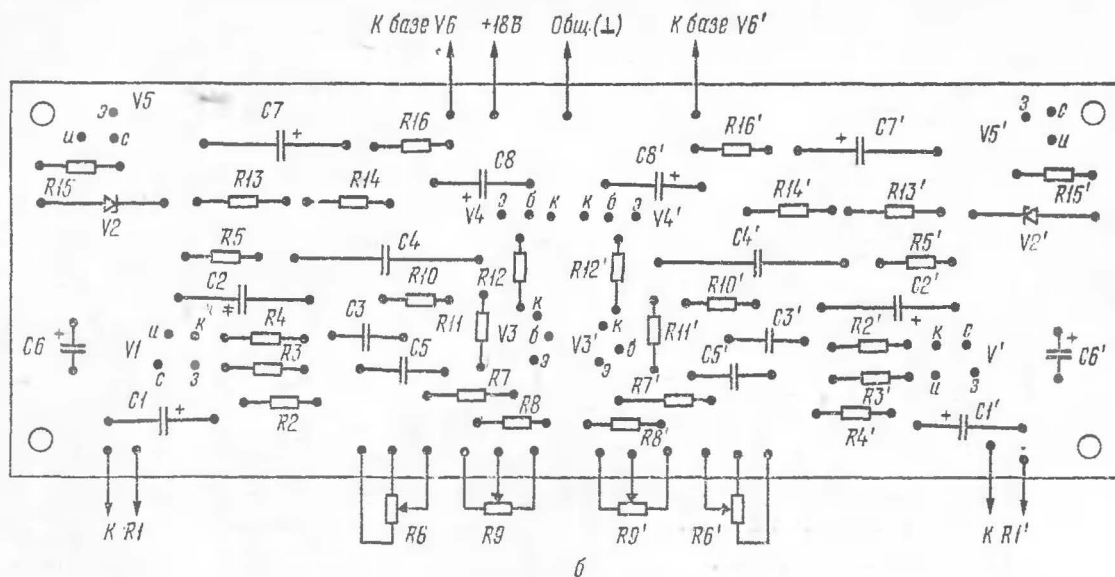 К базе V6 +18В Общ.(⊥) К базе V6'
э V5 C7 + R16 R16' + C7' V5' э с
и с и
R15 R13 R14 C8 + C8' + R14' R13' R15'
V2 V4 э б к к б э V4' V2'
R5 C4 R12 R12' C4' R5'
C2 + R10 R10' C2' +
C6 + V1 и к R4 C3 R11 V3 к б э V3' к б э R11' C3' R2' к с V' C6' +
с э R3 C5 C5' R3' и э
C1 + R2 R7 R7' R4' + C1'
R8 R8'
К R1 R6 R9 R9' R6' К R1'
б